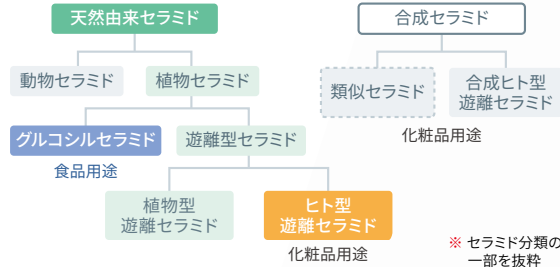 天然由来セラミド
合成セラミド
動物セラミド
植物セラミド
類似セラミド
合成ヒト型
遊離セラミド
化粧品用途
グルコシルセラミド
遊離型セラミド
食品用途
植物型
遊離セラミド
ヒト型
遊離セラミド
化粧品用途
※ セラミド分類の
一部を抜粋